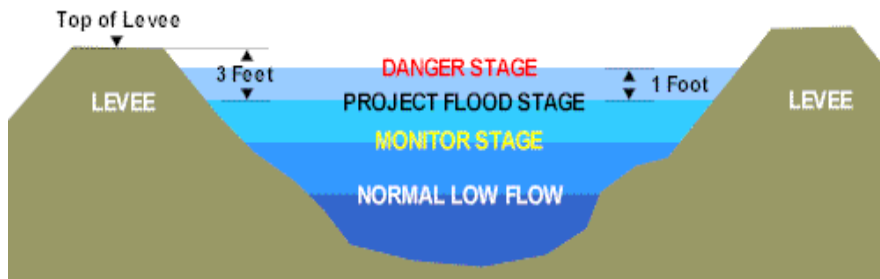 Top of Levee
3 Feet
DANGER STAGE
1 Foot
LEVEE
PROJECT FLOOD STAGE
LEVEE
MONITOR STAGE
NORMAL LOW FLOW